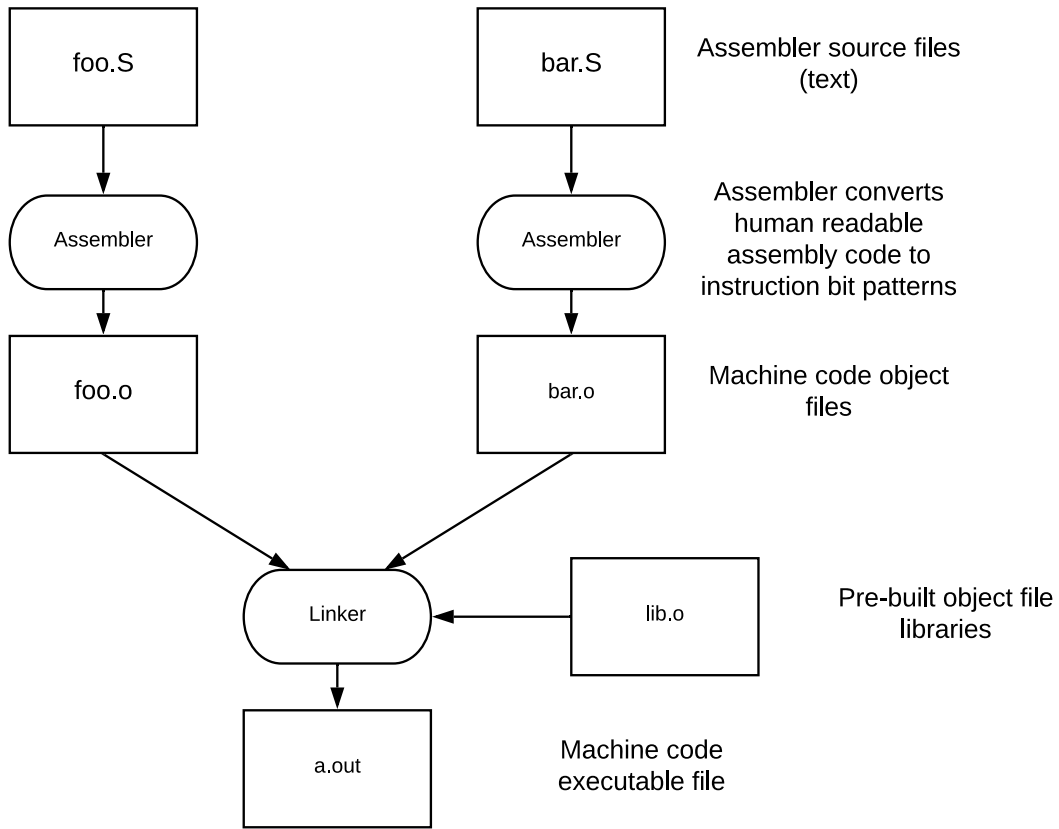 foo.S
bar.S
Assembler source files
(text)
Assembler
Assembler
Assembler converts
human readable
assembly code to
instruction bit patterns
foo.o
bar.o
Machine code object
files
Linker
lib.o
Pre-built object file
libraries
a.out
Machine code
executable file